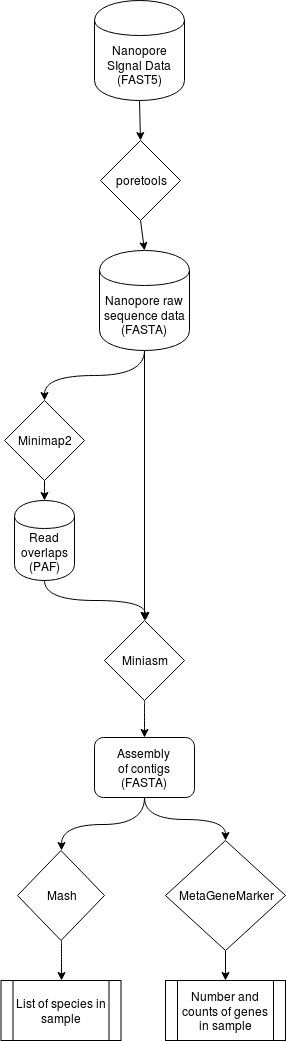 Nanopore
SIgnal Data
(FAST5)
poretools
Nanopore raw
sequence data
(FASTA)
Minimap2
Read
overlaps
(PAF)
Miniasm
Assembly
of contigs
(FASTA)
Mash
MetaGeneMarker
List of species in
sample
Number and
counts of genes
in sample